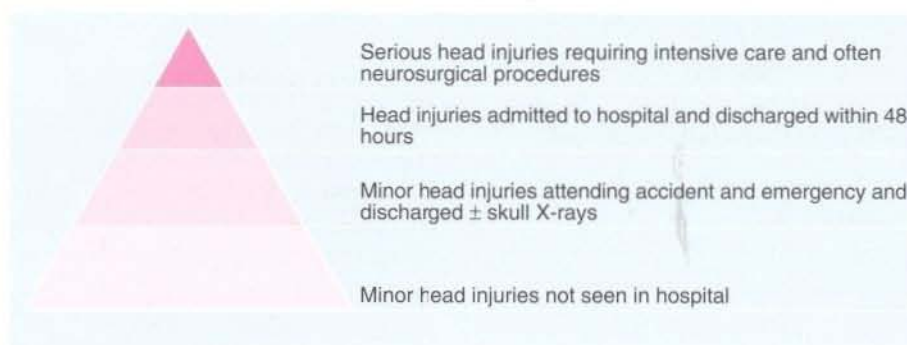 Serious head injuries requiring intensive care and often
neurosurgical procedures
Head injuries admitted to hospital and discharged within 48
hours
Minor head injuries attending accident and emergency and
discharged ± skull X-rays
Minor head injuries not seen in hospital